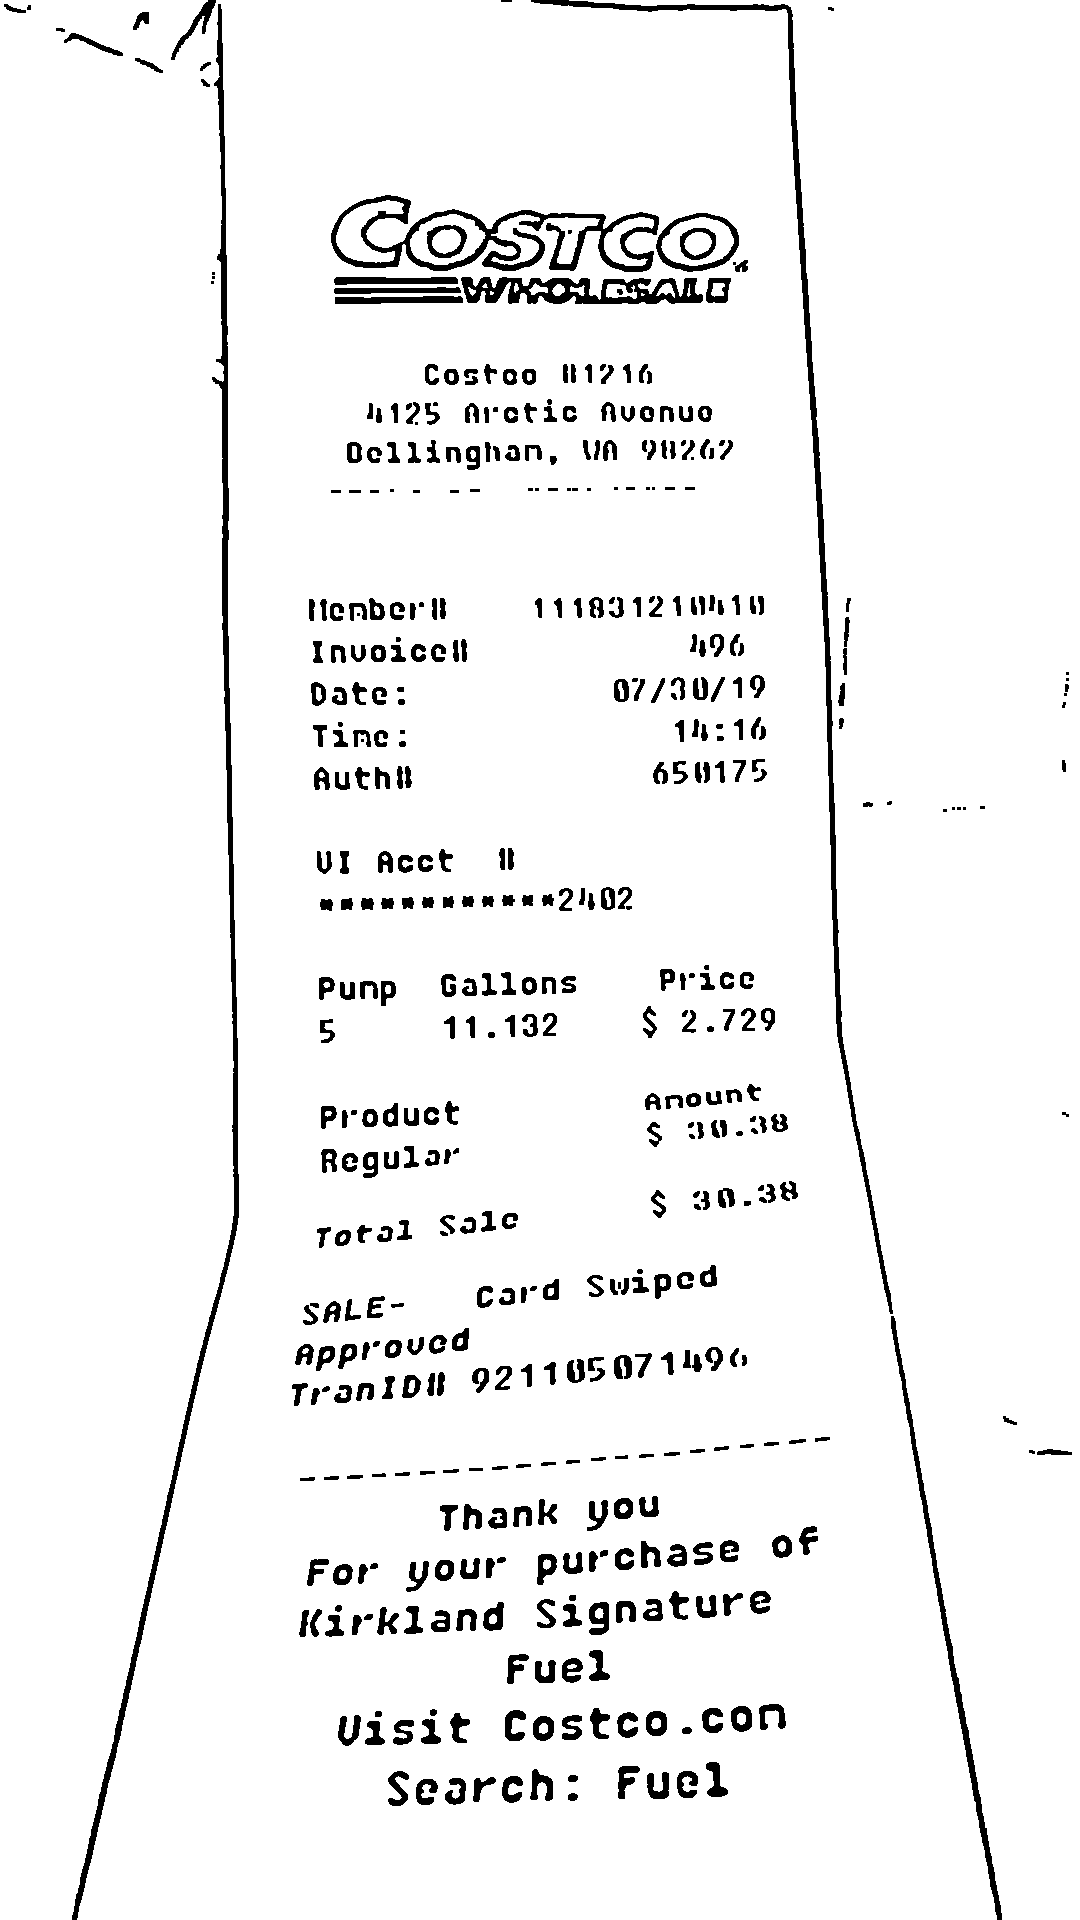 COSTCO
WHOLESALE
Costco #1216
4125 Arctic Avenue
Bellingham, WA 98262
Member# 111831210410
Invoice# 496
Date: 07/30/19
Time: 14:16
Auth# 650175
VI Acct #
************2402
Pump Gallons Price
5 11.132 $ 2.729
Product Amount
Regular $ 30.38
Total Sale $ 30.38
SALE- Card Swiped
Approved
TranID# 921105071496
Thank you
For your purchase of
Kirkland Signature
Fuel
Visit Costco.com
Search: Fuel